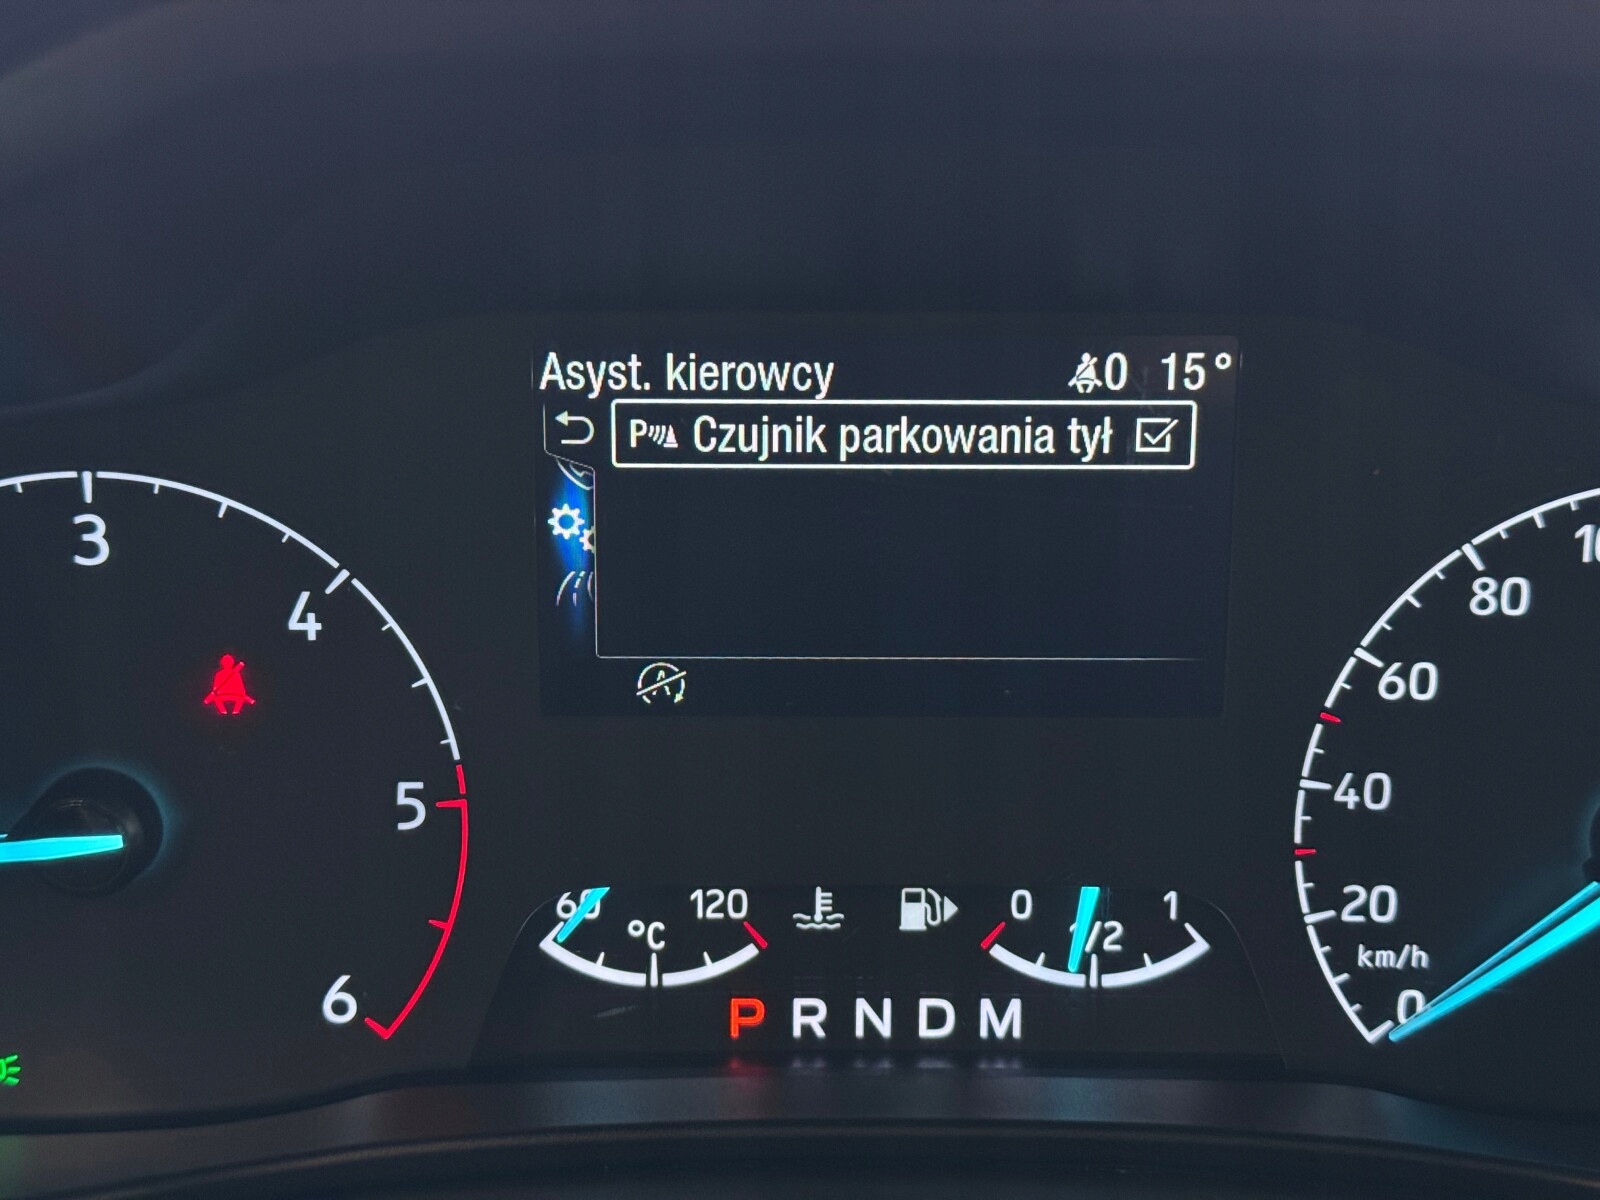 Asyst. kierowcy 0 15°
P Czujnik parkowania tył
3
4
5
6
60 °C 120
0 1/2 1
P R N D M
80
60
40
20
km/h
0